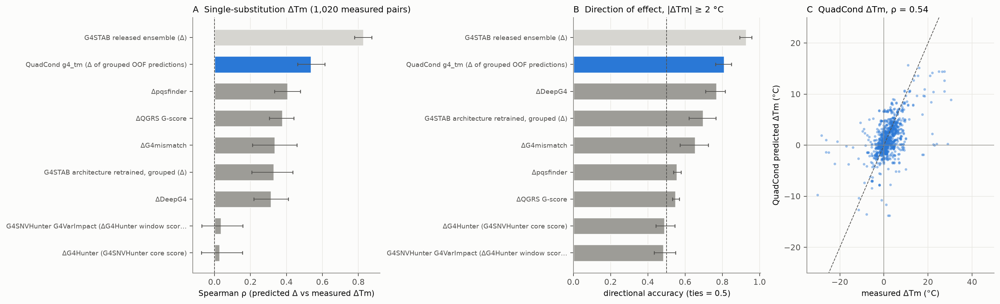 A  Single-substitution ΔTm (1,020 measured pairs)
G4STAB released ensemble (Δ)
QuadCond g4_tm (Δ of grouped OOF predictions)
Δpqsfinder
ΔQGRS G-score
ΔG4mismatch
G4STAB architecture retrained, grouped (Δ)
ΔDeepG4
G4SNVHunter G4VarImpact (ΔG4Hunter window scor…
ΔG4Hunter (G4SNVHunter core score)
0.0 0.2 0.4 0.6 0.8
Spearman ρ (predicted Δ vs measured ΔTm)
B  Direction of effect, |ΔTm| ≥ 2 °C
G4STAB released ensemble (Δ)
QuadCond g4_tm (Δ of grouped OOF predictions)
ΔDeepG4
G4STAB architecture retrained, grouped (Δ)
ΔG4mismatch
Δpqsfinder
ΔQGRS G-score
ΔG4Hunter (G4SNVHunter core score)
G4SNVHunter G4VarImpact (ΔG4Hunter window scor…
0.0 0.2 0.4 0.6 0.8 1.0
directional accuracy (ties = 0.5)
C  QuadCond ΔTm, ρ = 0.54
QuadCond predicted ΔTm (°C)
20
10
0
−10
−20
−20 0 20 40
measured ΔTm (°C)